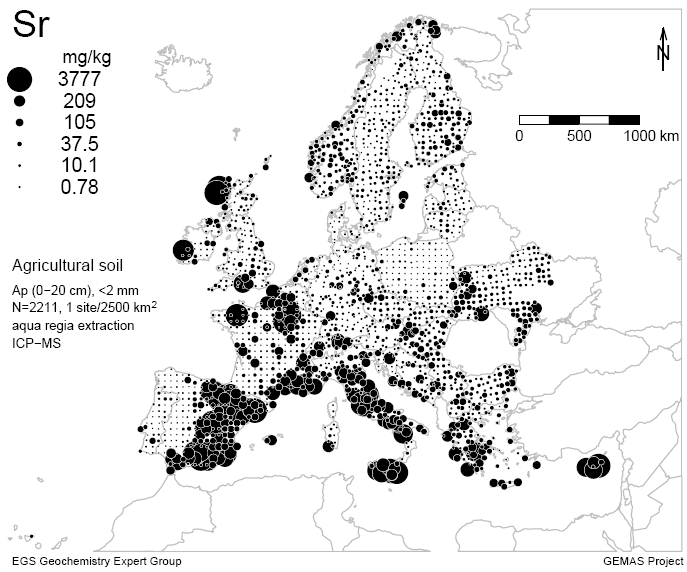 Sr
mg/kg
3777
209
105
37.5
10.1
0.78
N
0 500 1000 km
Agricultural soil
Ap (0−20 cm), <2 mm
N=2211, 1 site/2500 km²
aqua regia extraction
ICP−MS
EGS Geochemistry Expert Group
GEMAS Project